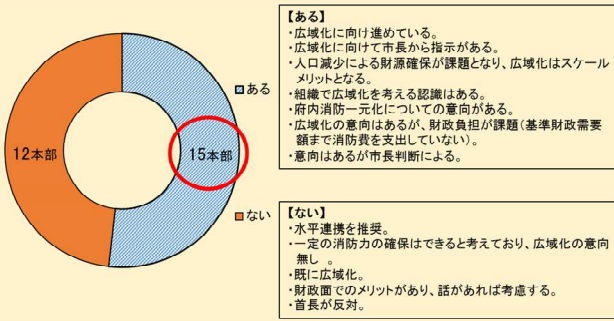 【ある】
・広域化に向け進めている。
・広域化に向けて市長から指示がある。
・人口減少による財源確保が課題となり、広域化はスケール
メリットとなる。
・組織で広域化を考える認識はある。
・府内消防一元化についての意向がある。
・広域化の意向はあるが、財政負担が課題(基準財政需要
額まで消防費を支出していない)。
・意向はあるが市長判断による。
ある
12本部
15本部
ない
【ない】
・水平連携を推奨。
・一定の消防力の確保はできると考えており、広域化の意向
無し 。
・既に広域化。
・財政面でのメリットがあり、話があれば考慮する。
・首長が反対。